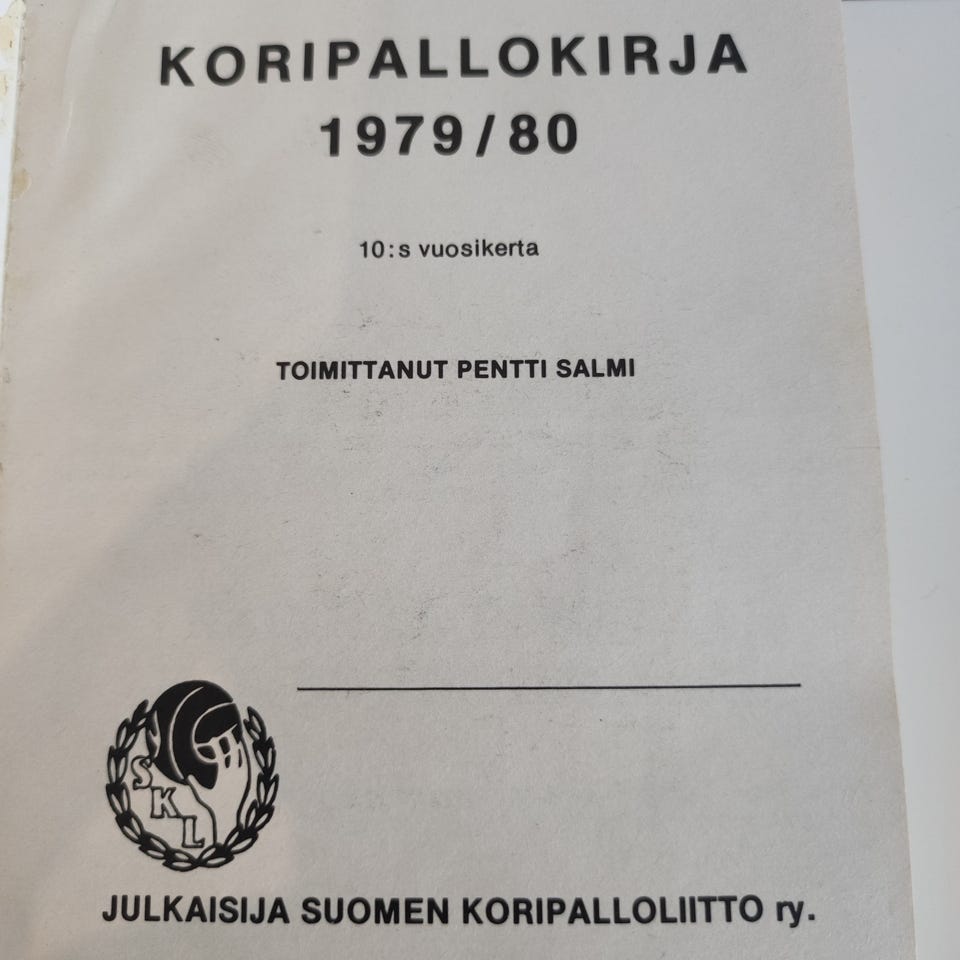 KORIPALLOKIRJA
1979/80
10:s vuosikerta
TOIMITTANUT PENTTI SALMI
SKL
JULKAISIJA SUOMEN KORIPALLOLIITTO ry.